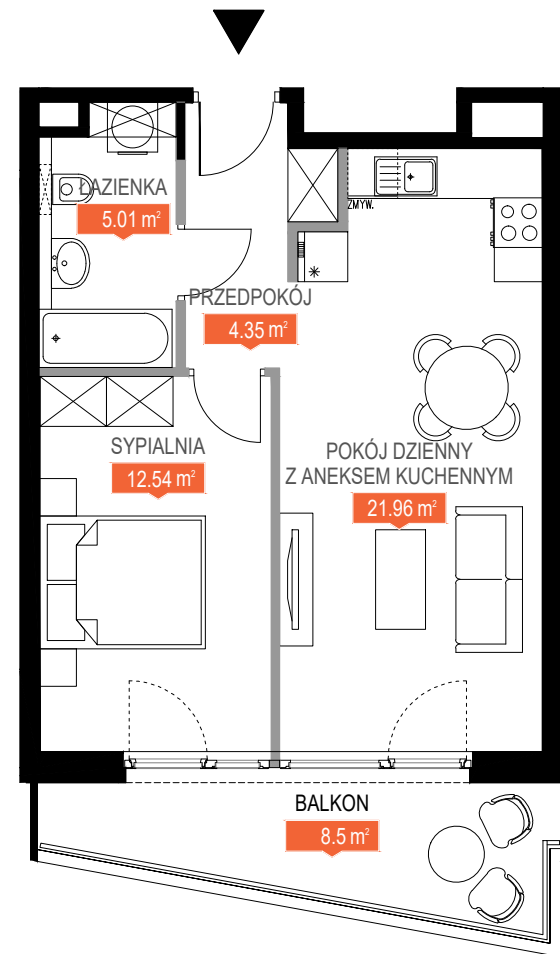 ŁAZIENKA
5.01 m²
ZMYW.
PRZEDPOKÓJ
4.35 m²
SYPIALNIA
12.54 m²
POKÓJ DZIENNY
Z ANEKSEM KUCHENNYM
21.96 m²
BALKON
8.5 m²